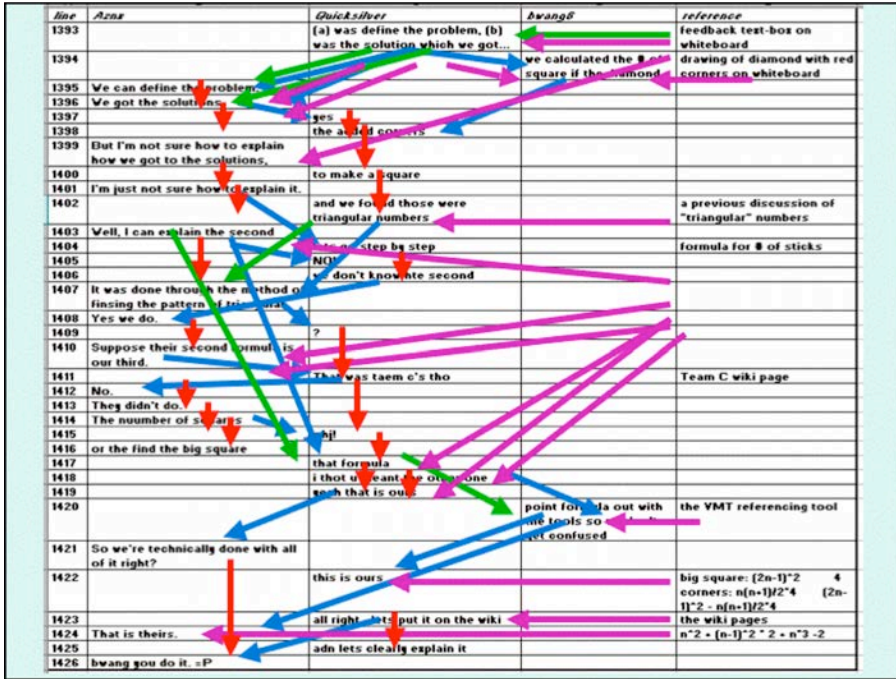 line Aznx Quicksilver bwang8 reference
1393 (a) was define the problem, (b) feedback text-box on
was the solution which we got... whiteboard
1394 we calculated the # of drawing of diamond with red
square if the diamond corners on whiteboard
1395 We can define the problem.
1396 We got the solutions.
1397 yes
1398 the added corners
1399 But I'm not sure how to explain
how we got to the solutions,
1400 to make a square
1401 I'm just not sure how to explain it.
1402 and we found those were a previous discussion of
triangular numbers "triangular" numbers
1403 Well, I can explain the second
1404 step by step formula for # of sticks
1405
1406 we don't know hte second
1407 It was done through the method of
finsing the pattern of
1408 Yes we do.
1409 ?
1410 Suppose their second formula is
our third.
1411 That was taem c's tho Team C wiki page
1412 No.
1413 They didn't do.
1414 The nuumber of squares
1415
1416 or the find the big square
1417 that formula
1418 i thot u meant the other one
1419 yeah that is ours
1420 point formula out with the VMT referencing tool
the tools so
get confused
1421 So we're technically done with all
of it right?
1422 this is ours big square: (2n-1)^2 4
corners: n(n+1)/2*4 (2n-
1)^2 - n(n+1)/2*4
1423 all right lets put it on the wiki the wiki pages
1424 That is theirs. n^2 + (n-1)^2 * 2 + n*3 -2
1425 adn lets clearly explain it
1426 bwang you do it. =P